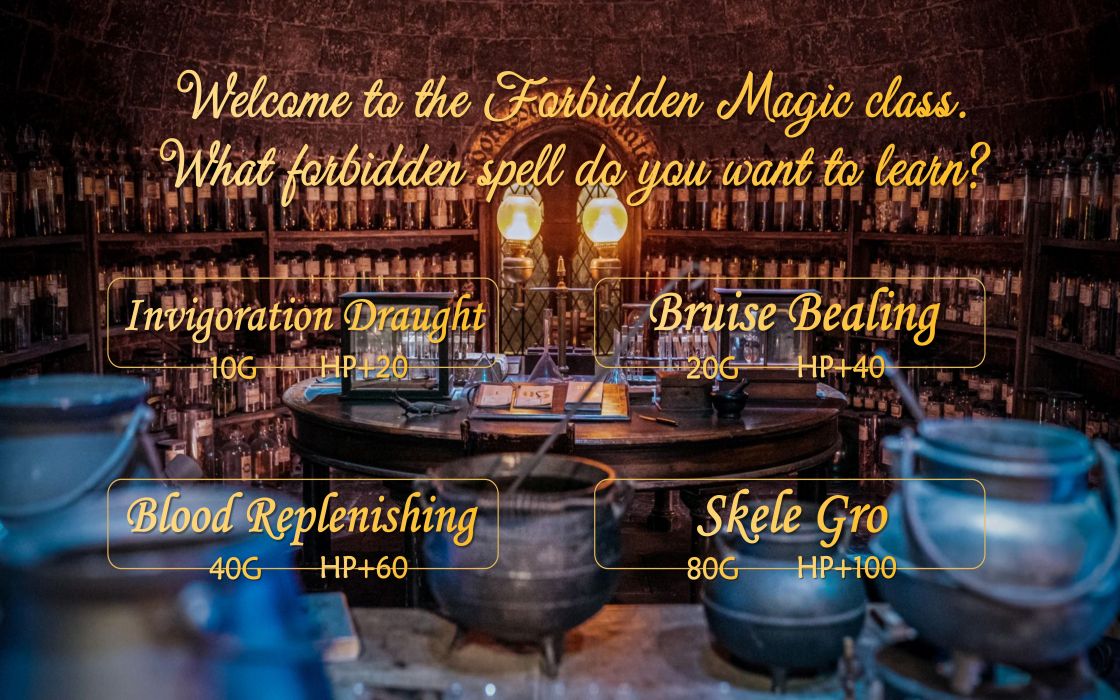 Welcome to the Forbidden Magic class.
What forbidden spell do you want to learn?
Invigoration Draught
10G HP+20
Bruise Bealing
20G HP+40
Blood Replenishing
40G HP+60
Skele Gro
80G HP+100